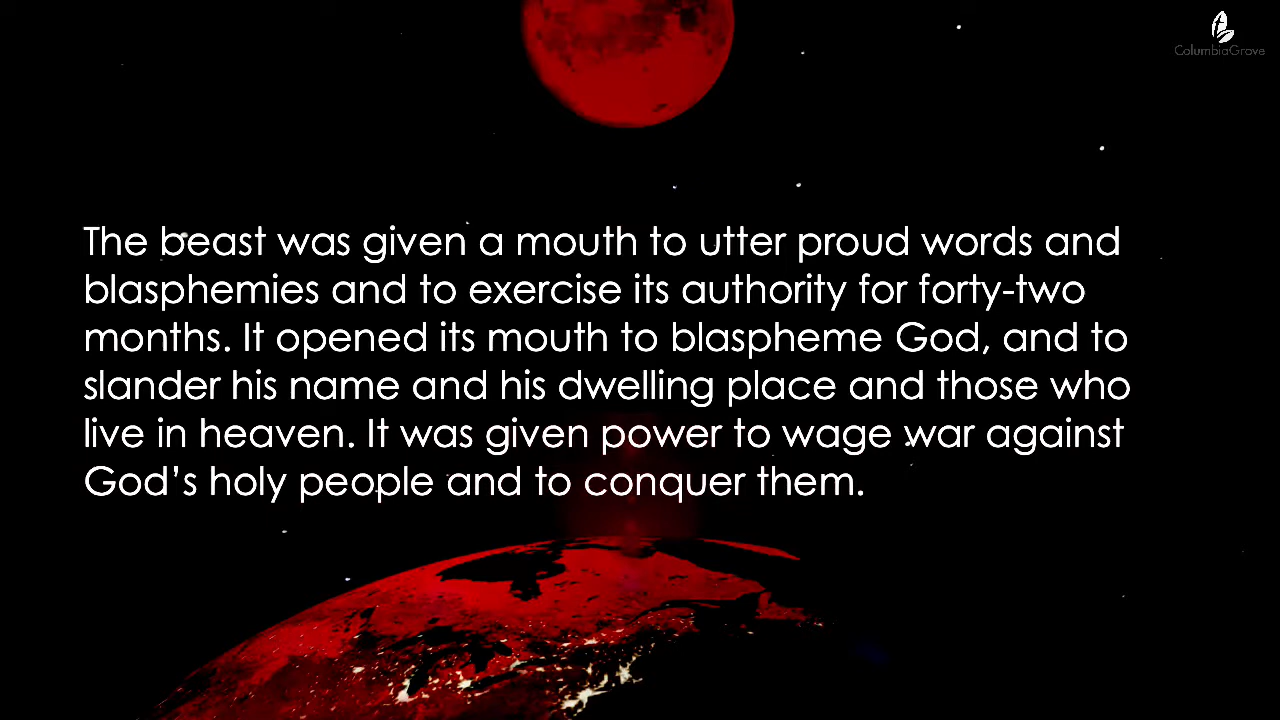 ColumbiaGrove
The beast was given a mouth to utter proud words and
blasphemies and to exercise its authority for forty-two
months. It opened its mouth to blaspheme God, and to
slander his name and his dwelling place and those who
live in heaven. It was given power to wage war against
God’s holy people and to conquer them.